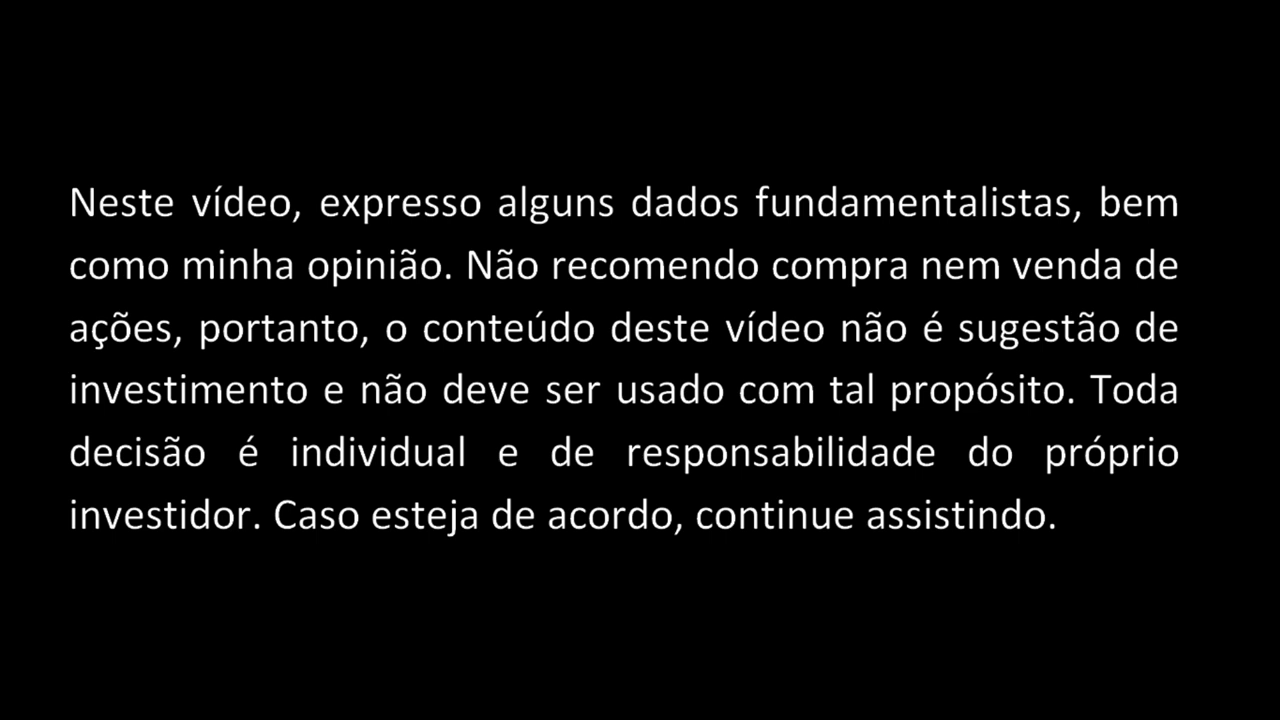 Neste vídeo, expresso alguns dados fundamentalistas, bem
como minha opinião. Não recomendo compra nem venda de
ações, portanto, o conteúdo deste vídeo não é sugestão de
investimento e não deve ser usado com tal propósito. Toda
decisão é individual e de responsabilidade do próprio
investidor. Caso esteja de acordo, continue assistindo.